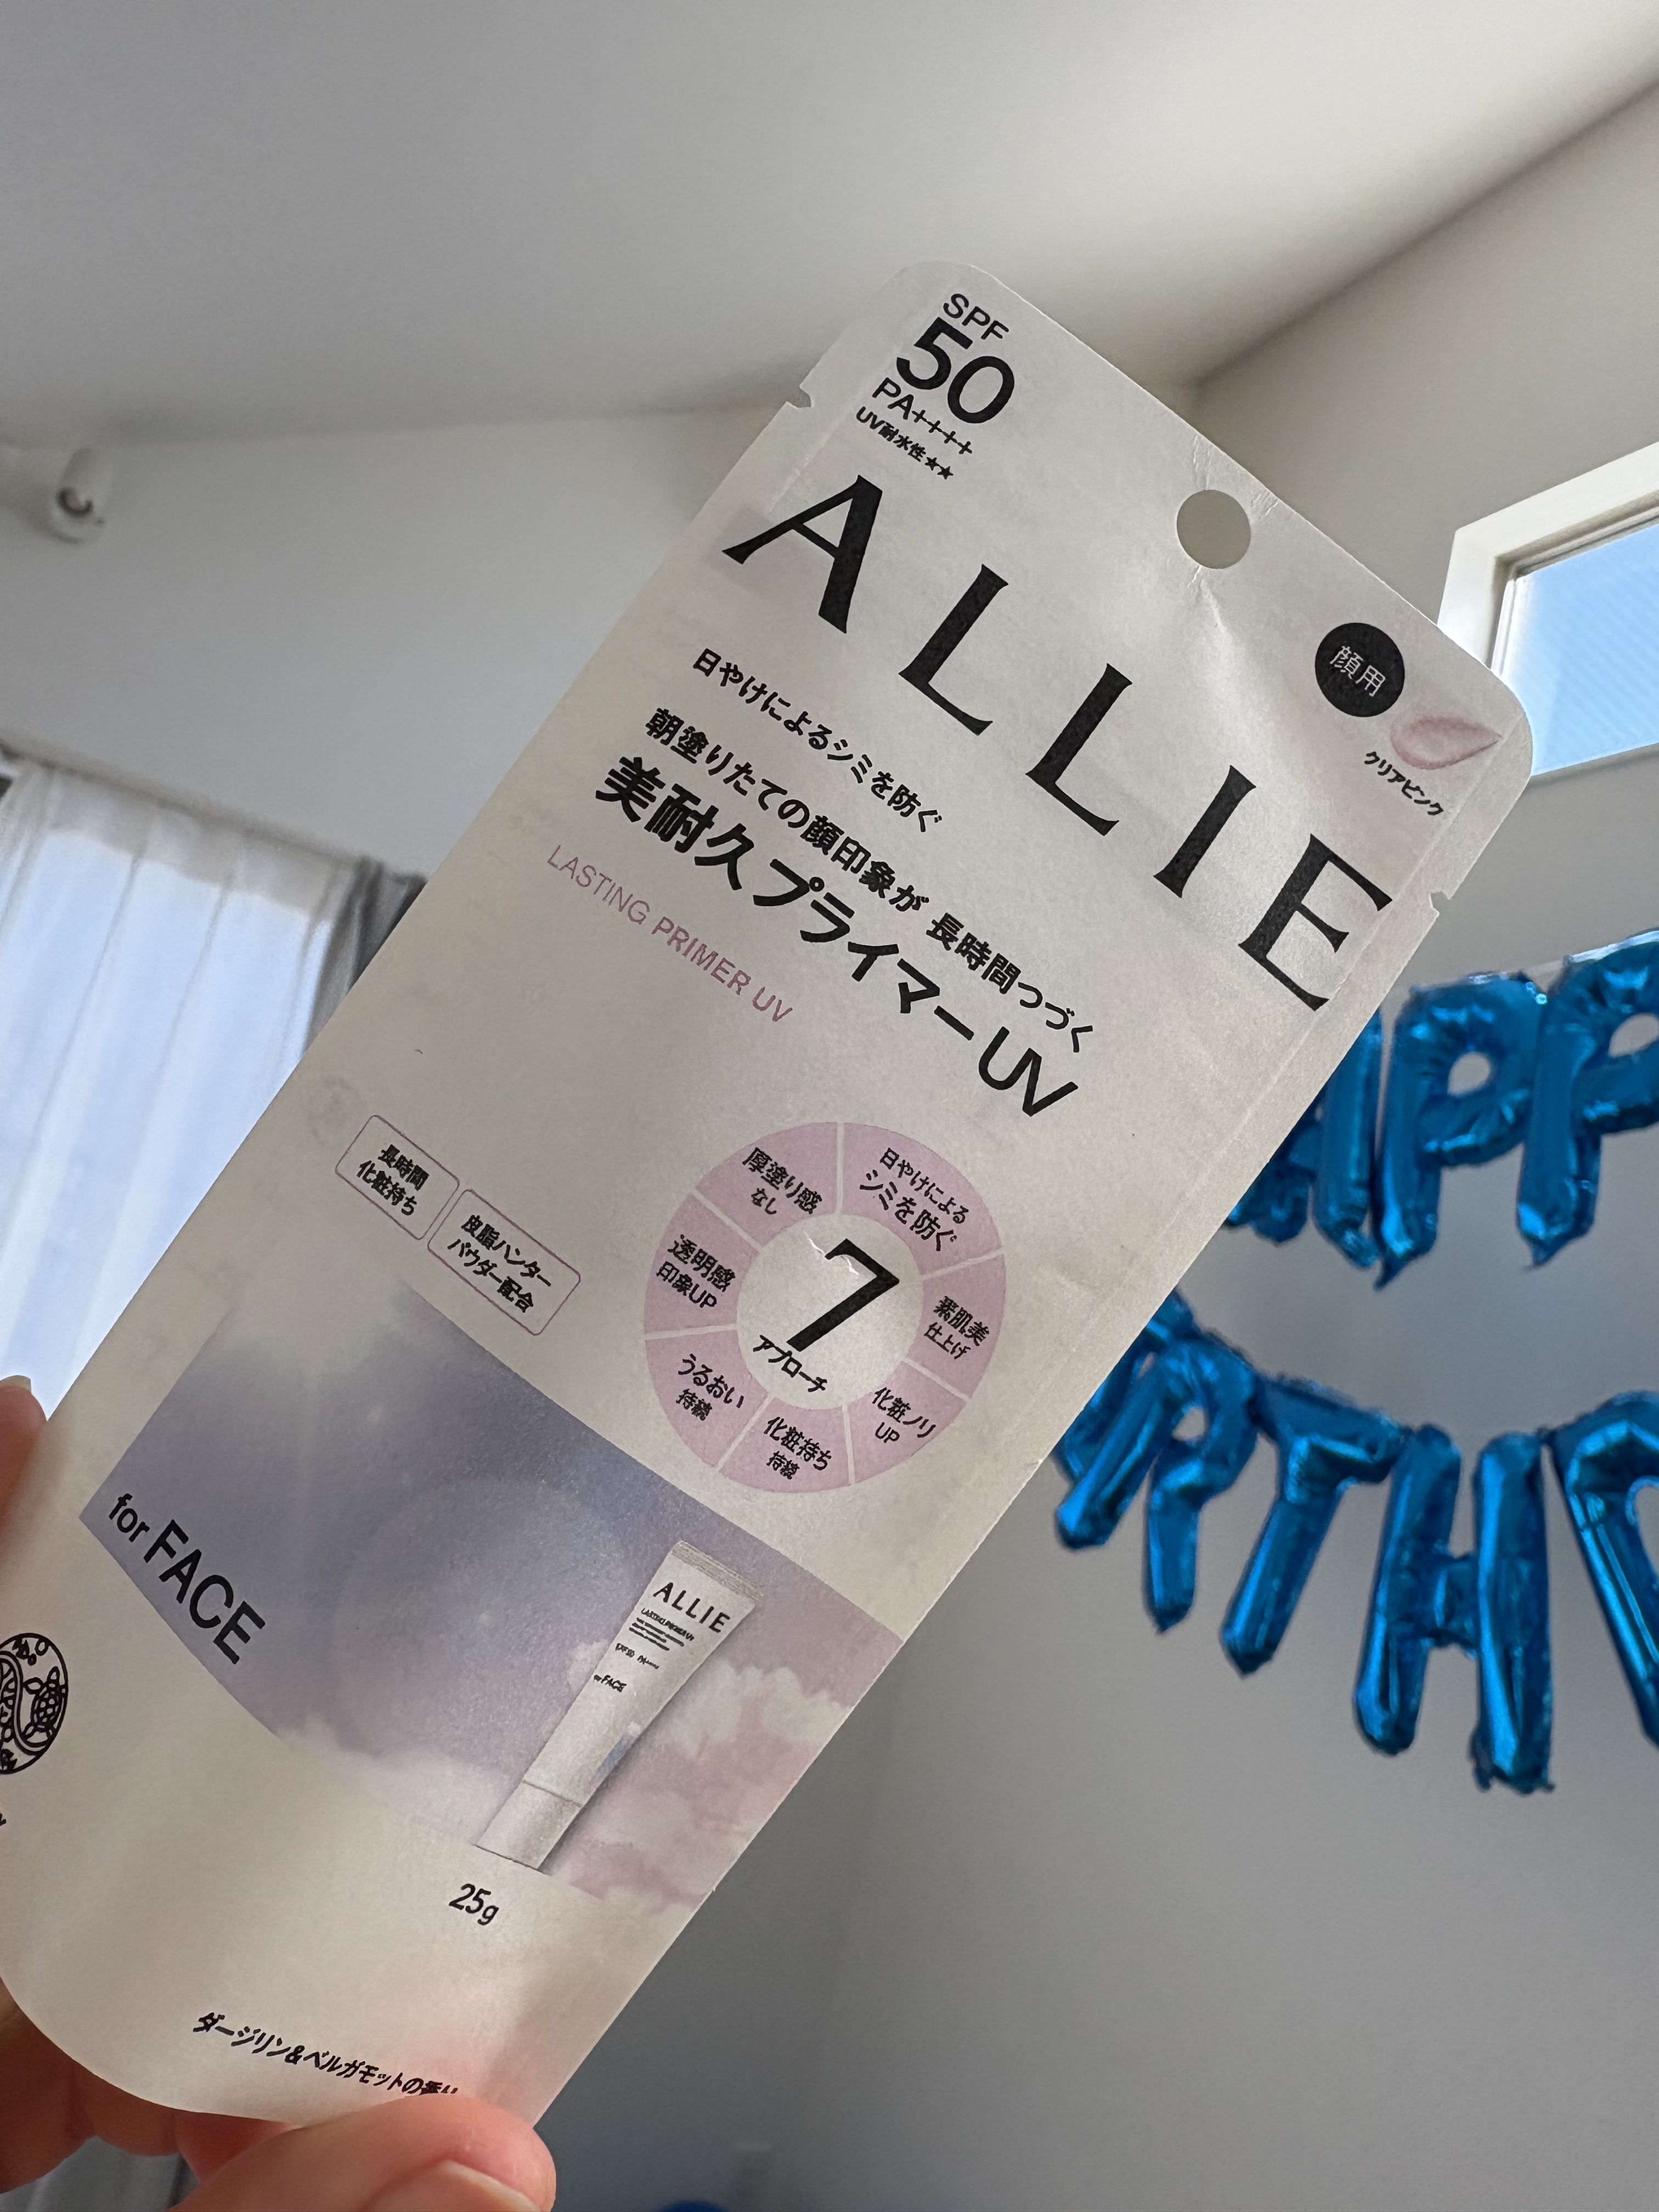 SPF
50
PA++++
UV耐水性★★
ALLIE
顔用
クリアピンク
日やけによるシミを防ぐ
朝塗りたての顔印象が 長時間つづく
美耐久プライマーUV
LASTING PRIMER UV
長時間
化粧持ち
皮脂ハンター
パウダー配合
7
アプローチ
日やけによる
シミを防ぐ
素肌美
仕上げ
化粧ノリ
UP
化粧持ち
持続
うるおい
持続
透明感
印象UP
厚塗り感
なし
for FACE
ALLIE
LASTING PRIMER UV
SPF50 PA++++
for FACE
25g
ダージリン&ベルガモットの香り
APP
RTH